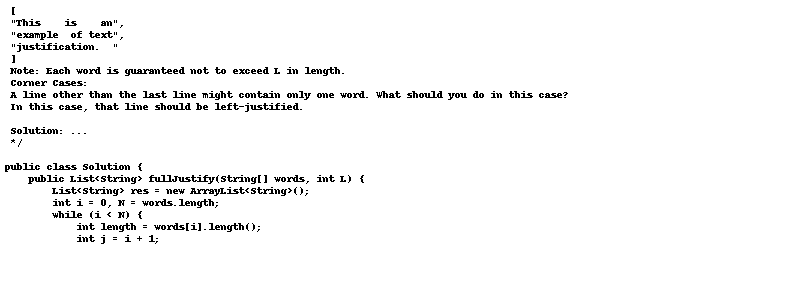 [
"This    is    an",
"example  of text",
"justification.  "
]
Note: Each word is guaranteed not to exceed L in length.
Corner Cases:
A line other than the last line might contain only one word. What should you do in this case?
In this case, that line should be left-justified.

Solution: ...
*/

public class Solution {
    public List<String> fullJustify(String[] words, int L) {
        List<String> res = new ArrayList<String>();
        int i = 0, N = words.length;
        while (i < N) {
            int length = words[i].length();
            int j = i + 1;